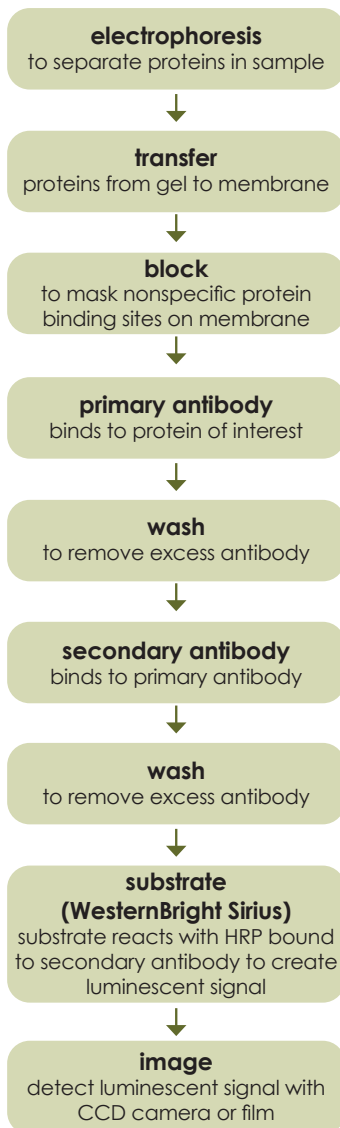 electrophoresis
to separate proteins in sample
transfer
proteins from gel to membrane
block
to mask nonspecific protein
binding sites on membrane
primary antibody
binds to protein of interest
wash
to remove excess antibody
secondary antibody
binds to primary antibody
wash
to remove excess antibody
substrate
(WesternBright Sirius)
substrate reacts with HRP bound
to secondary antibody to create
luminescent signal
image
detect luminescent signal with
CCD camera or film